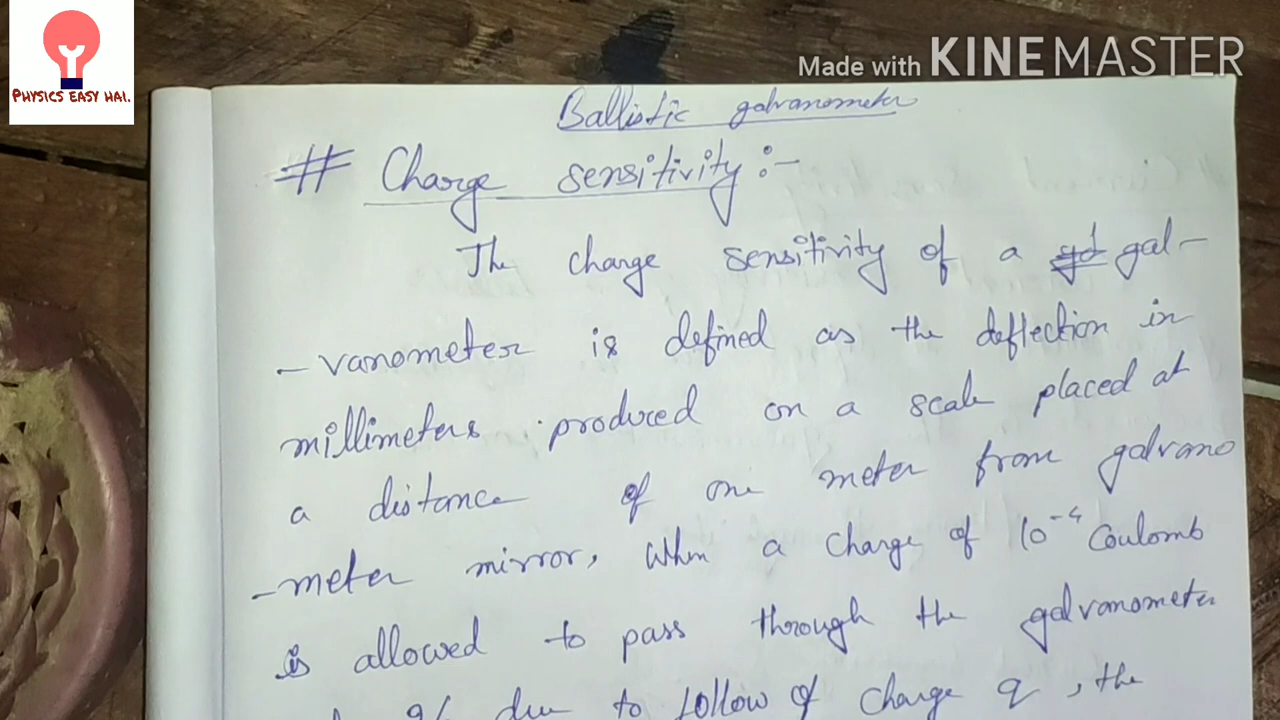 PHYSICS EASY HAI.
Made with KINEMASTER
Ballistic galvanometer
# Charge sensitivity :-
The charge sensitivity of a gal-
-vanometer is defined as the deflection in
millimeters produced on a scale placed at
a distance of one meter from galvano
-meter mirror, When a charge of 10⁻⁴ Coulomb
is allowed to pass through the galvanometer
due to follow of charge q, the